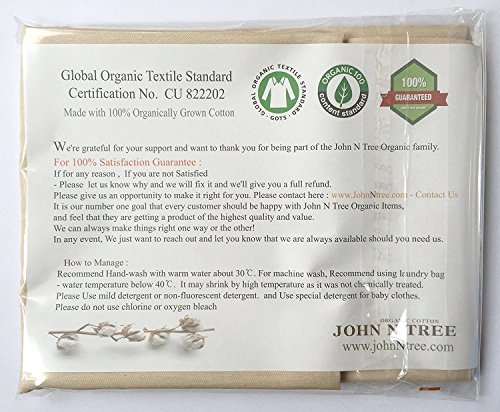 Global Organic Textile Standard
Certification No. CU 822202
Made with 100% Organically Grown Cotton
GLOBAL ORGANIC TEXTILE STANDARD
· GOTS ·
ORGANIC 100
content standard
100%
GUARANTEED
We're grateful for your support and want to thank you for being part of the John N Tree Organic family.
For 100% Satisfaction Guarantee :
If for any reason , If you are not Satisfied
- Please let us know why and we will fix it and we'll give you a full refund.
Please give us an opportunity to make it right for you. Please contact here : www.JohnNtree.com - Contact Us
It is our number one goal that every customer should be happy with John N Tree Organic Items,
and feel that they are getting a product of the highest quality and value.
We can always make things right one way or the other!
In any event, We just want to reach out and let you know that we are always available should you need us.
How to Manage :
Recommend Hand-wash with warm water about 30℃. For machine wash, Recommend using laundry bag
- water temperature below 40℃. It may shrink by high temperature as it was not chemically treated.
Please Use mild detergent or non-fluorescent detergent. and Use special detergent for baby clothes.
Please do not use chlorine or oxygen bleach
ORGANIC COTTON
JOHN N TREE
www.johnNtree.com